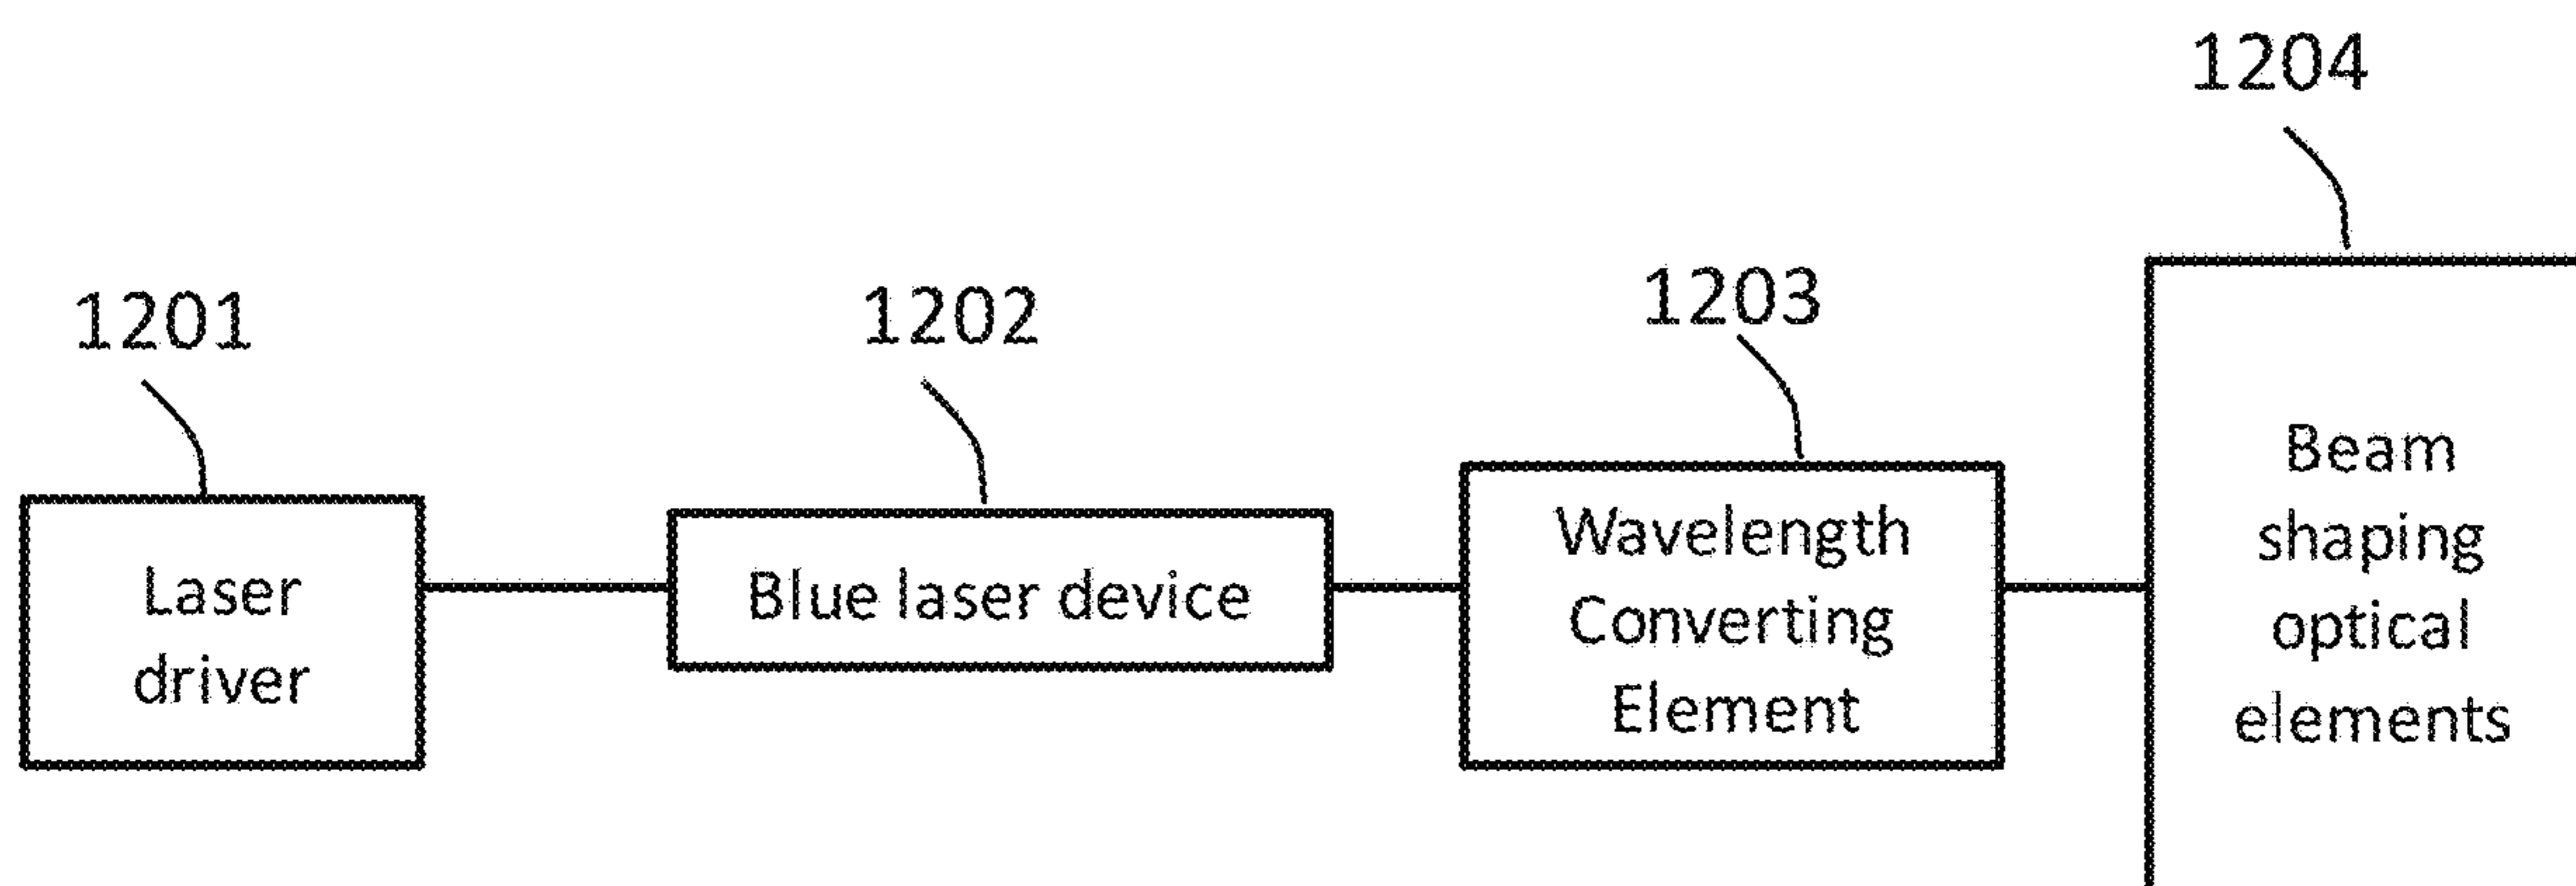 1204
1203
1202
1201
Laser
driver
Blue laser device
Wavelength
Converting
Element
Beam
shaping
optical
elements